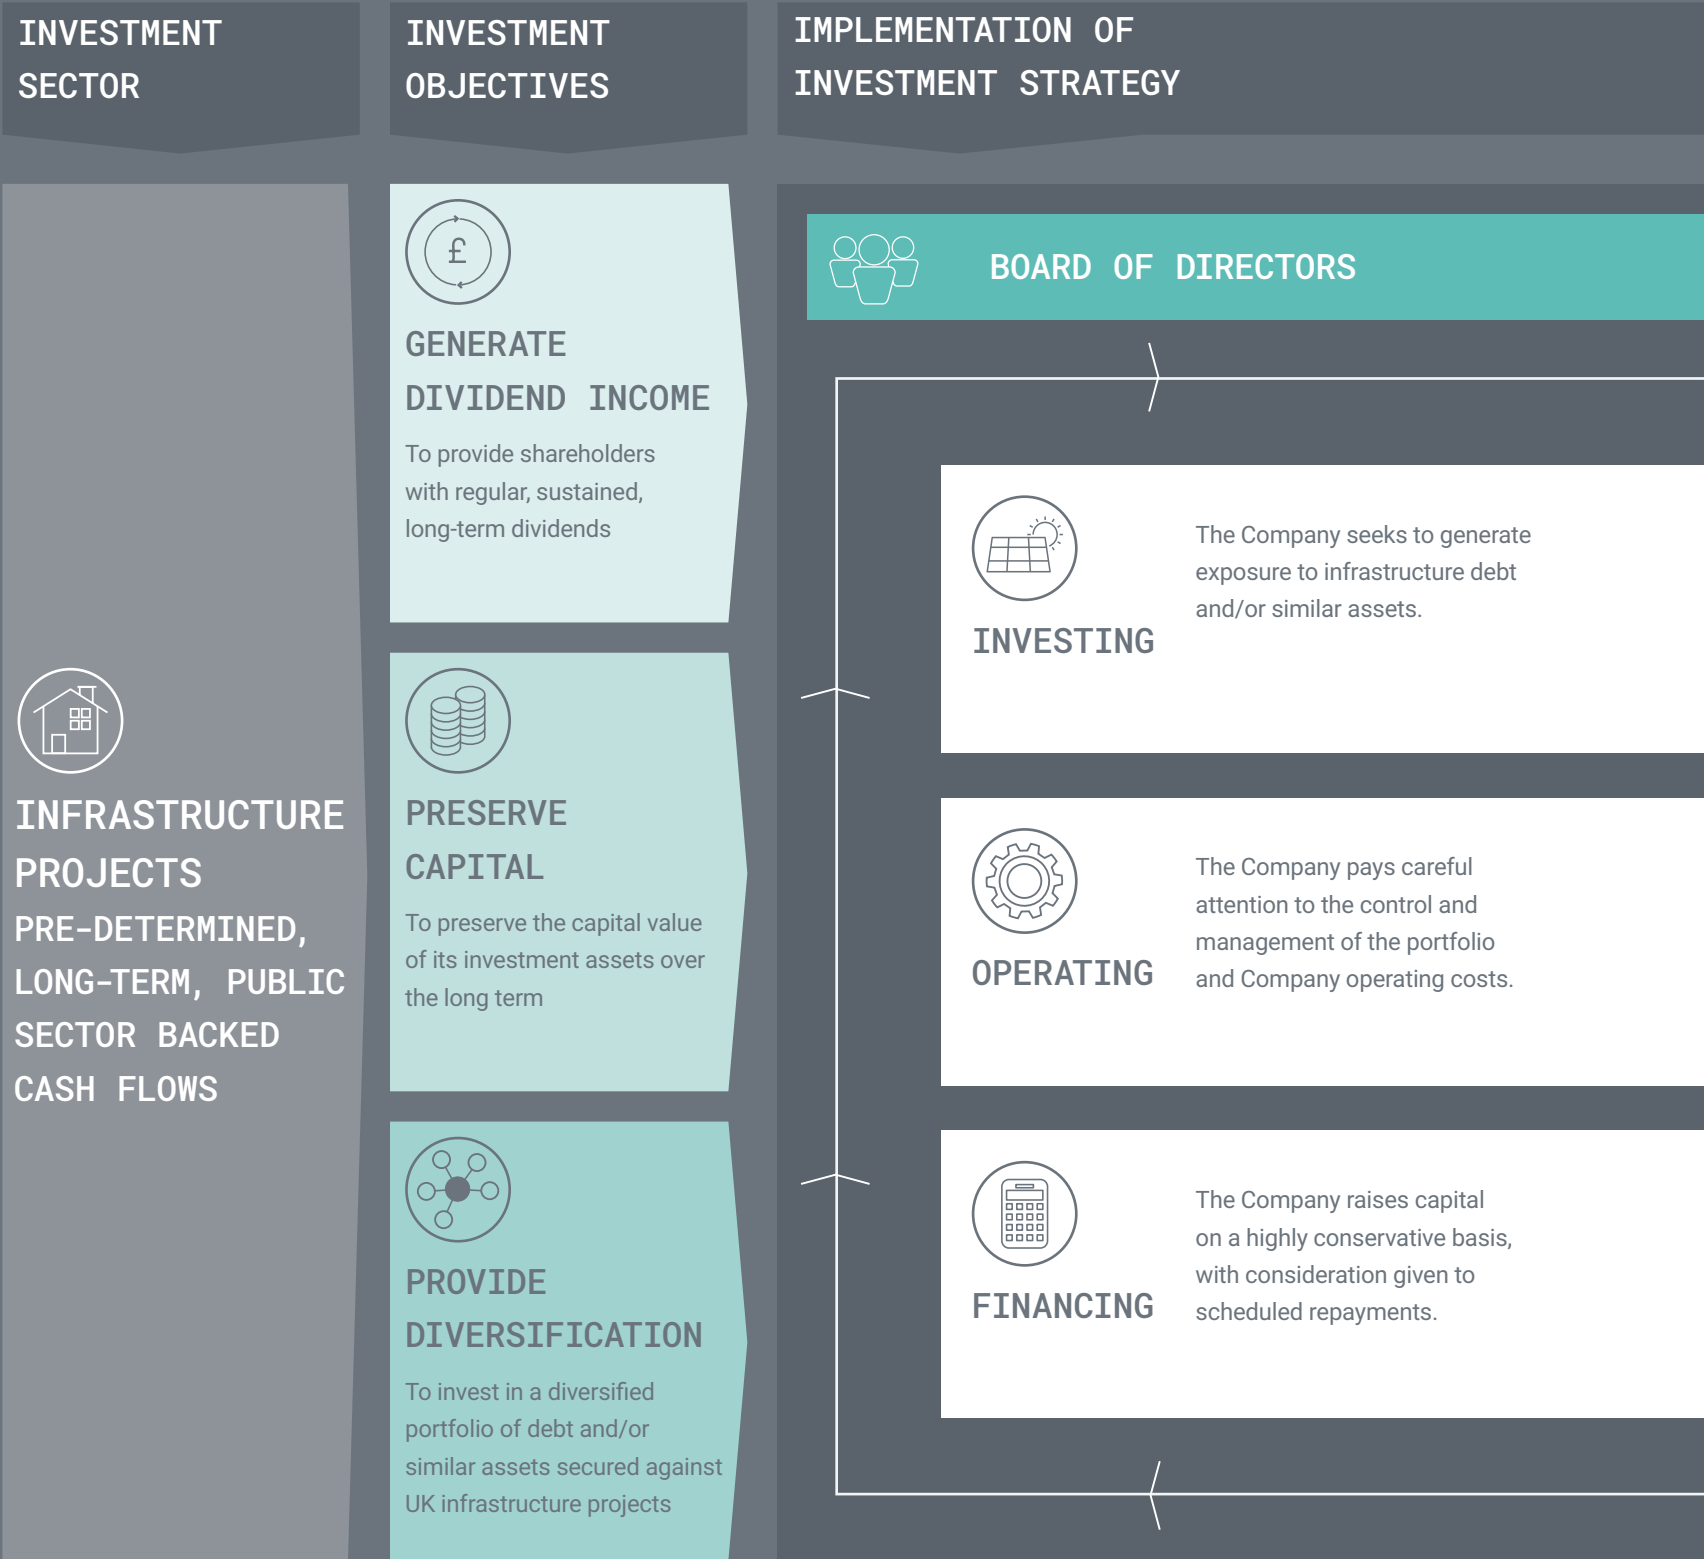 INVESTMENT
SECTOR
INVESTMENT
OBJECTIVES
IMPLEMENTATION OF
INVESTMENT STRATEGY
INFRASTRUCTURE
PROJECTS
PRE-DETERMINED,
LONG-TERM, PUBLIC
SECTOR BACKED
CASH FLOWS
£
GENERATE
DIVIDEND INCOME
To provide shareholders
with regular, sustained,
long-term dividends
PRESERVE
CAPITAL
To preserve the capital value
of its investment assets over
the long term
PROVIDE
DIVERSIFICATION
To invest in a diversified
portfolio of debt and/or
similar assets secured against
UK infrastructure projects
BOARD OF DIRECTORS
INVESTING
The Company seeks to generate
exposure to infrastructure debt
and/or similar assets.
OPERATING
The Company pays careful
attention to the control and
management of the portfolio
and Company operating costs.
FINANCING
The Company raises capital
on a highly conservative basis,
with consideration given to
scheduled repayments.